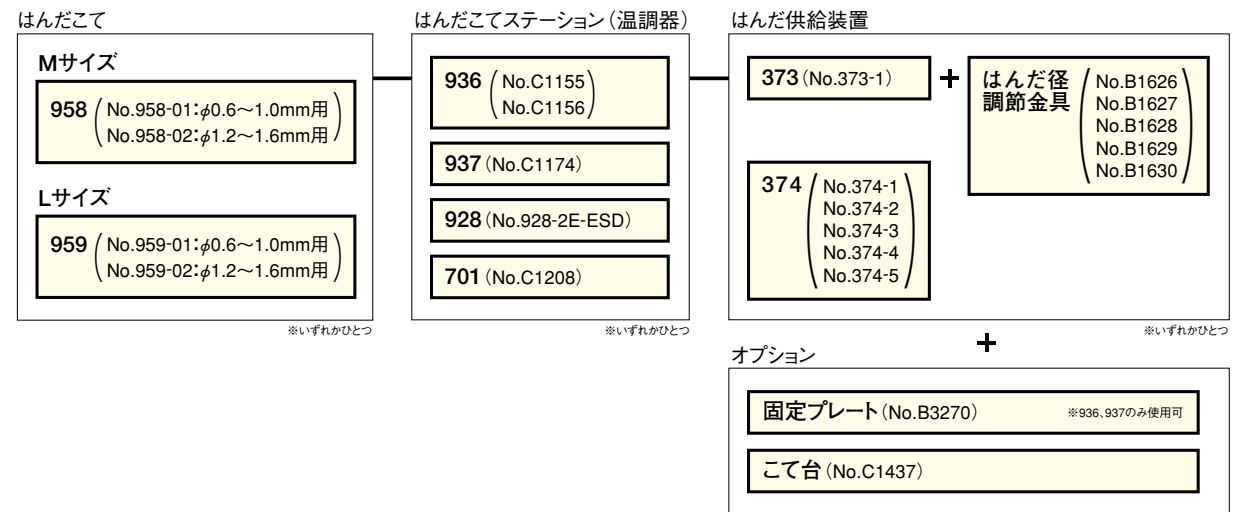 はんだこて
Mサイズ
958 (No.958-01:φ0.6～1.0mm用
No.958-02:φ1.2～1.6mm用)
Lサイズ
959 (No.959-01:φ0.6～1.0mm用
No.959-02:φ1.2～1.6mm用)
※いずれかひとつ
はんだこてステーション（温調器）
936 (No.C1155
No.C1156)
937 (No.C1174)
928 (No.928-2E-ESD)
701 (No.C1208)
※いずれかひとつ
はんだ供給装置
373 (No.373-1)
+
はんだ径
調節金具
(No.B1626
No.B1627
No.B1628
No.B1629
No.B1630)
374 (No.374-1
No.374-2
No.374-3
No.374-4
No.374-5)
※いずれかひとつ
+
オプション
固定プレート (No.B3270) ※936、937のみ使用可
こて台 (No.C1437)